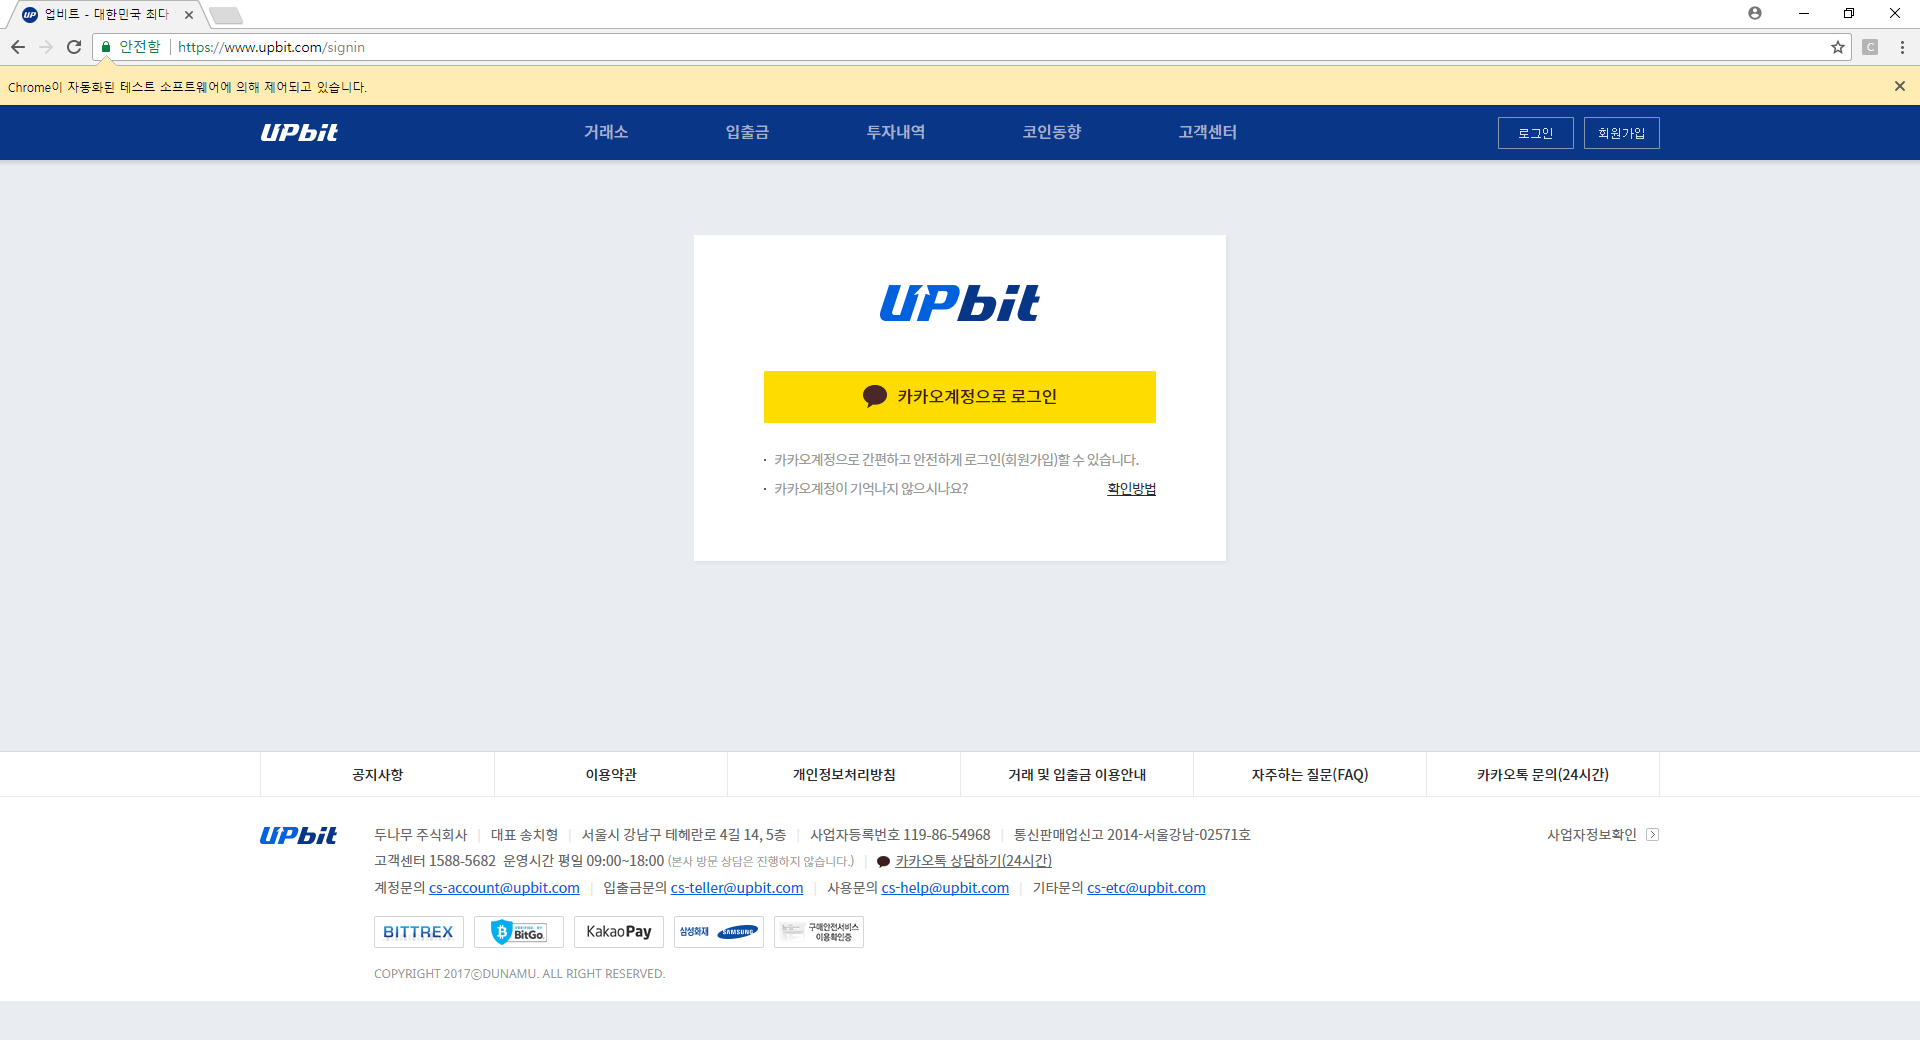 업비트 - 대한민국 최다
안전함 https://www.upbit.com/signin
C
Chrome이 자동화된 테스트 소프트웨어에 의해 제어되고 있습니다.
UPbit 거래소 입출금 투자내역 코인동향 고객센터 로그인 회원가입
UPbit
카카오계정으로 로그인
· 카카오계정으로 간편하고 안전하게 로그인(회원가입)할 수 있습니다.
· 카카오계정이 기억나지 않으시나요? 확인방법
공지사항 이용약관 개인정보처리방침 거래 및 입출금 이용안내 자주하는 질문(FAQ) 카카오톡 문의(24시간)
UPbit 두나무 주식회사 | 대표 송치형 | 서울시 강남구 테헤란로 4길 14, 5층 | 사업자등록번호 119-86-54968 | 통신판매업신고 2014-서울강남-02571호 사업자정보확인
고객센터 1588-5682 운영시간 평일 09:00~18:00 (본사 방문 상담은 진행하지 않습니다.) | 카카오톡 상담하기(24시간)
계정문의 cs-account@upbit.com | 입출금문의 cs-teller@upbit.com | 사용문의 cs-help@upbit.com | 기타문의 cs-etc@upbit.com
BITTREX BitGo. KakaoPay 삼성화재 SAMSUNG 구매안전서비스
이용확인증
COPYRIGHT 2017ⓒDUNAMU. ALL RIGHT RESERVED.